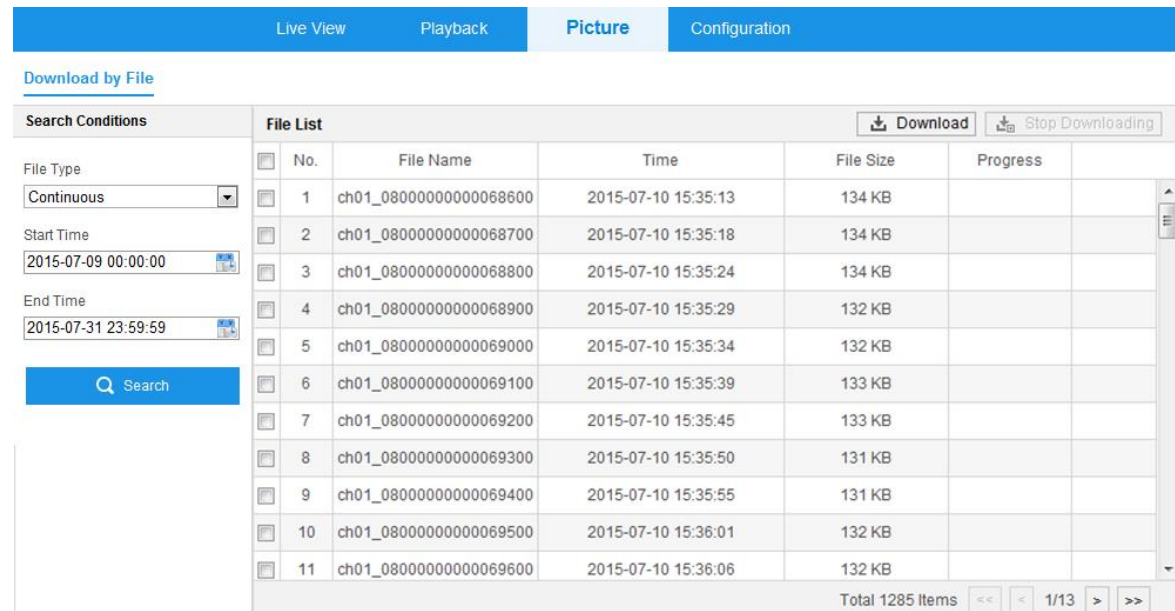 Live View Playback Picture Configuration
Download by File
Search Conditions
File Type
Continuous
Start Time
2015-07-09 00:00:00
End Time
2015-07-31 23:59:59
Search
File List Download Stop Downloading
No. File Name Time File Size Progress
1 ch01_08000000000068600 2015-07-10 15:35:13 134 KB
2 ch01_08000000000068700 2015-07-10 15:35:18 134 KB
3 ch01_08000000000068800 2015-07-10 15:35:24 134 KB
4 ch01_08000000000068900 2015-07-10 15:35:29 132 KB
5 ch01_08000000000069000 2015-07-10 15:35:34 132 KB
6 ch01_08000000000069100 2015-07-10 15:35:39 133 KB
7 ch01_08000000000069200 2015-07-10 15:35:45 133 KB
8 ch01_08000000000069300 2015-07-10 15:35:50 131 KB
9 ch01_08000000000069400 2015-07-10 15:35:55 131 KB
10 ch01_08000000000069500 2015-07-10 15:36:01 132 KB
11 ch01_08000000000069600 2015-07-10 15:36:06 132 KB
Total 1285 Items << < 1/13 > >>